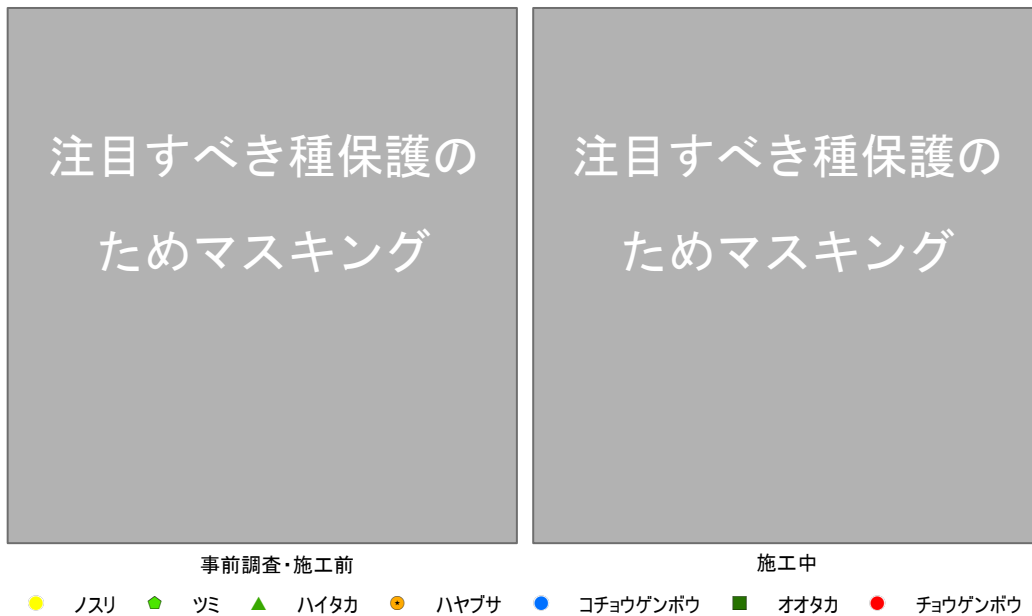 注目すべき種保護の
ためマスキング
注目すべき種保護の
ためマスキング
事前調査・施工前
施工中
ノスリ ツミ ハイタカ ハヤブサ コチョウゲンボウ オオタカ チョウゲンボウ